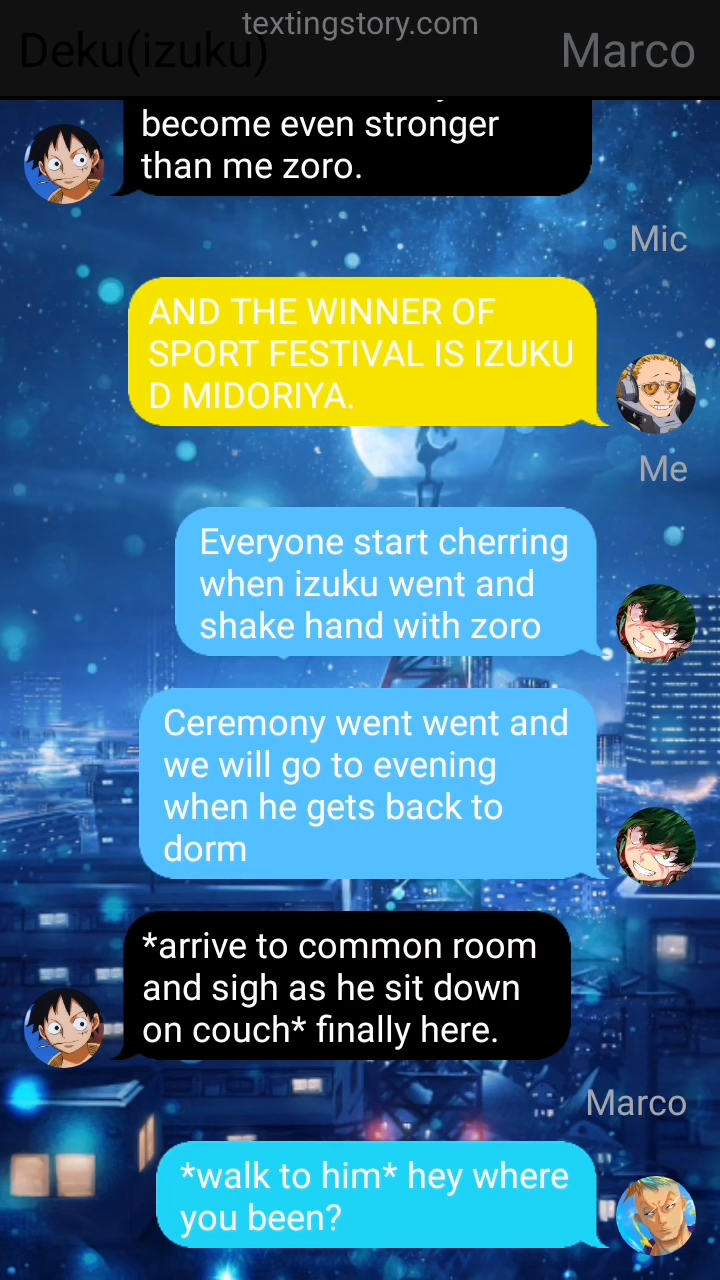 textingstory.com
Deku(izuku)
Marco
become even stronger
than me zoro.
Mic
AND THE WINNER OF
SPORT FESTIVAL IS IZUKU
D MIDORIYA.
Me
Everyone start cherring
when izuku went and
shake hand with zoro
Ceremony went went and
we will go to evening
when he gets back to
dorm
*arrive to common room
and sigh as he sit down
on couch* finally here.
Marco
*walk to him* hey where
you been?